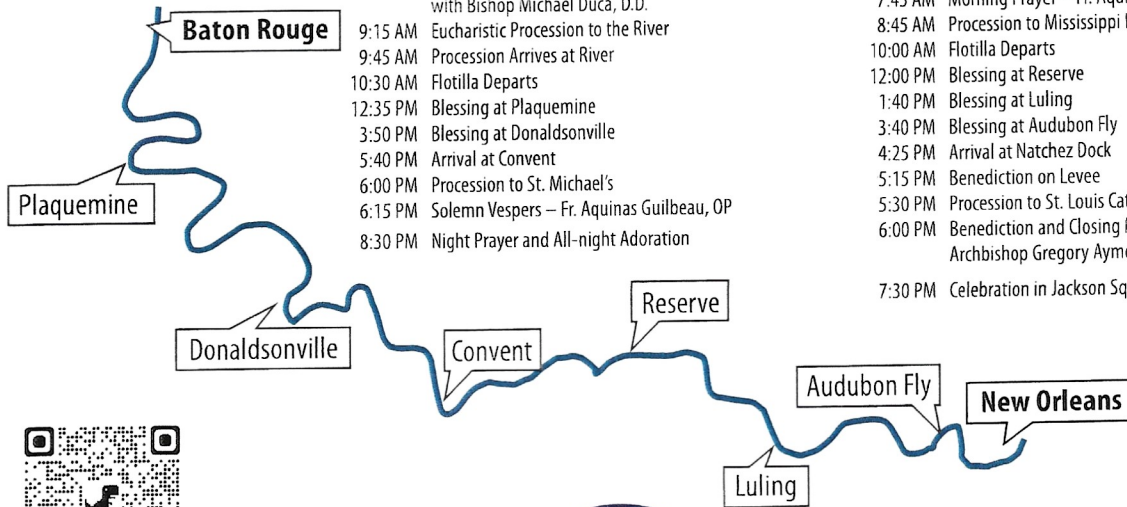 with Bishop Michael Duca, D.D.
9:15 AM Eucharistic Procession to the River
9:45 AM Procession Arrives at River
10:30 AM Flotilla Departs
12:35 PM Blessing at Plaquemine
3:50 PM Blessing at Donaldsonville
5:40 PM Arrival at Convent
6:00 PM Procession to St. Michael's
6:15 PM Solemn Vespers – Fr. Aquinas Guilbeau, OP
8:30 PM Night Prayer and All-night Adoration
7:45 AM Morning Prayer – Fr.
8:45 AM Procession to Mississippi
10:00 AM Flotilla Departs
12:00 PM Blessing at Reserve
1:40 PM Blessing at Luling
3:40 PM Blessing at Audubon Fly
4:25 PM Arrival at Natchez Dock
5:15 PM Benediction on Levee
5:30 PM Procession to St. Louis
6:00 PM Benediction and Closing
Archbishop Gregory
7:30 PM Celebration in Jackson
Baton Rouge
Plaquemine
Donaldsonville
Convent
Reserve
Luling
Audubon Fly
New Orleans